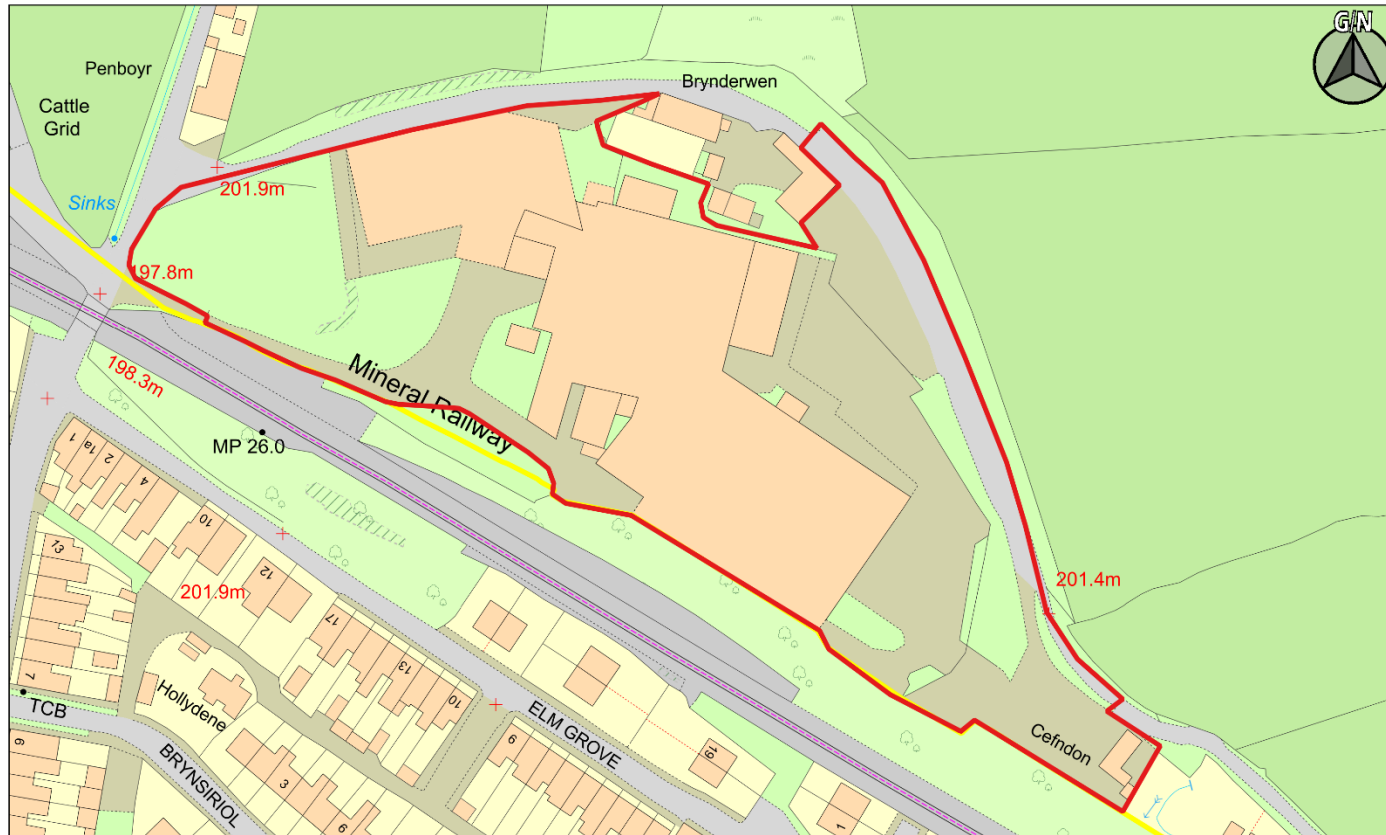 G/N
Penboyr
Cattle
Grid
Brynderwen
Sinks
201.9m
197.8m
198.3m
Mineral Railway
MP 26.0
1
1a
2
4
10
12
13
201.9m
17
13
10
7
TCB
Hollydene
ELM GROVE
19
201.4m
Cefndon
6
BRYNSIRIOL
3
9
9
1